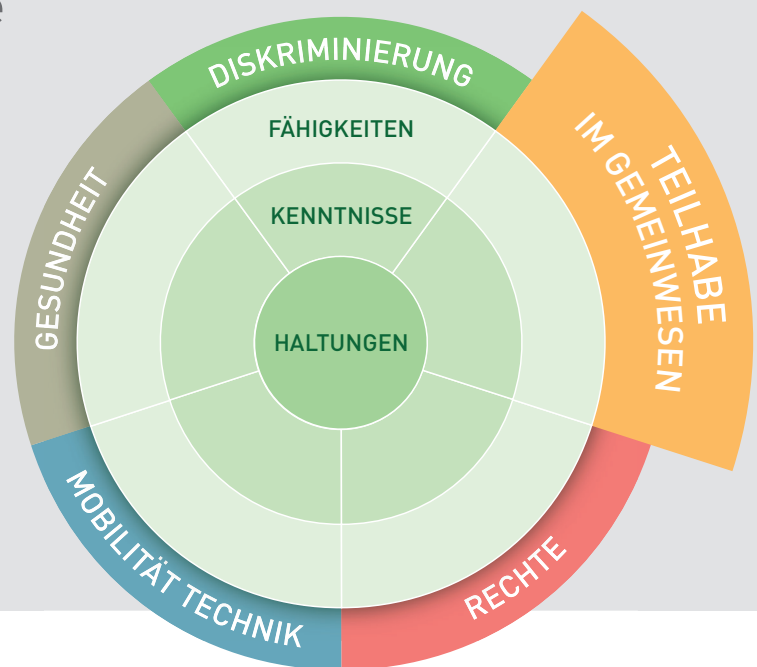 DISKRIMINIERUNG
FÄHIGKEITEN
KENNTNISSE
HALTUNGEN
TEILHABE
IM GEMEINWESEN
RECHTE
MOBILITÄT TECHNIK
GESUNDHEIT